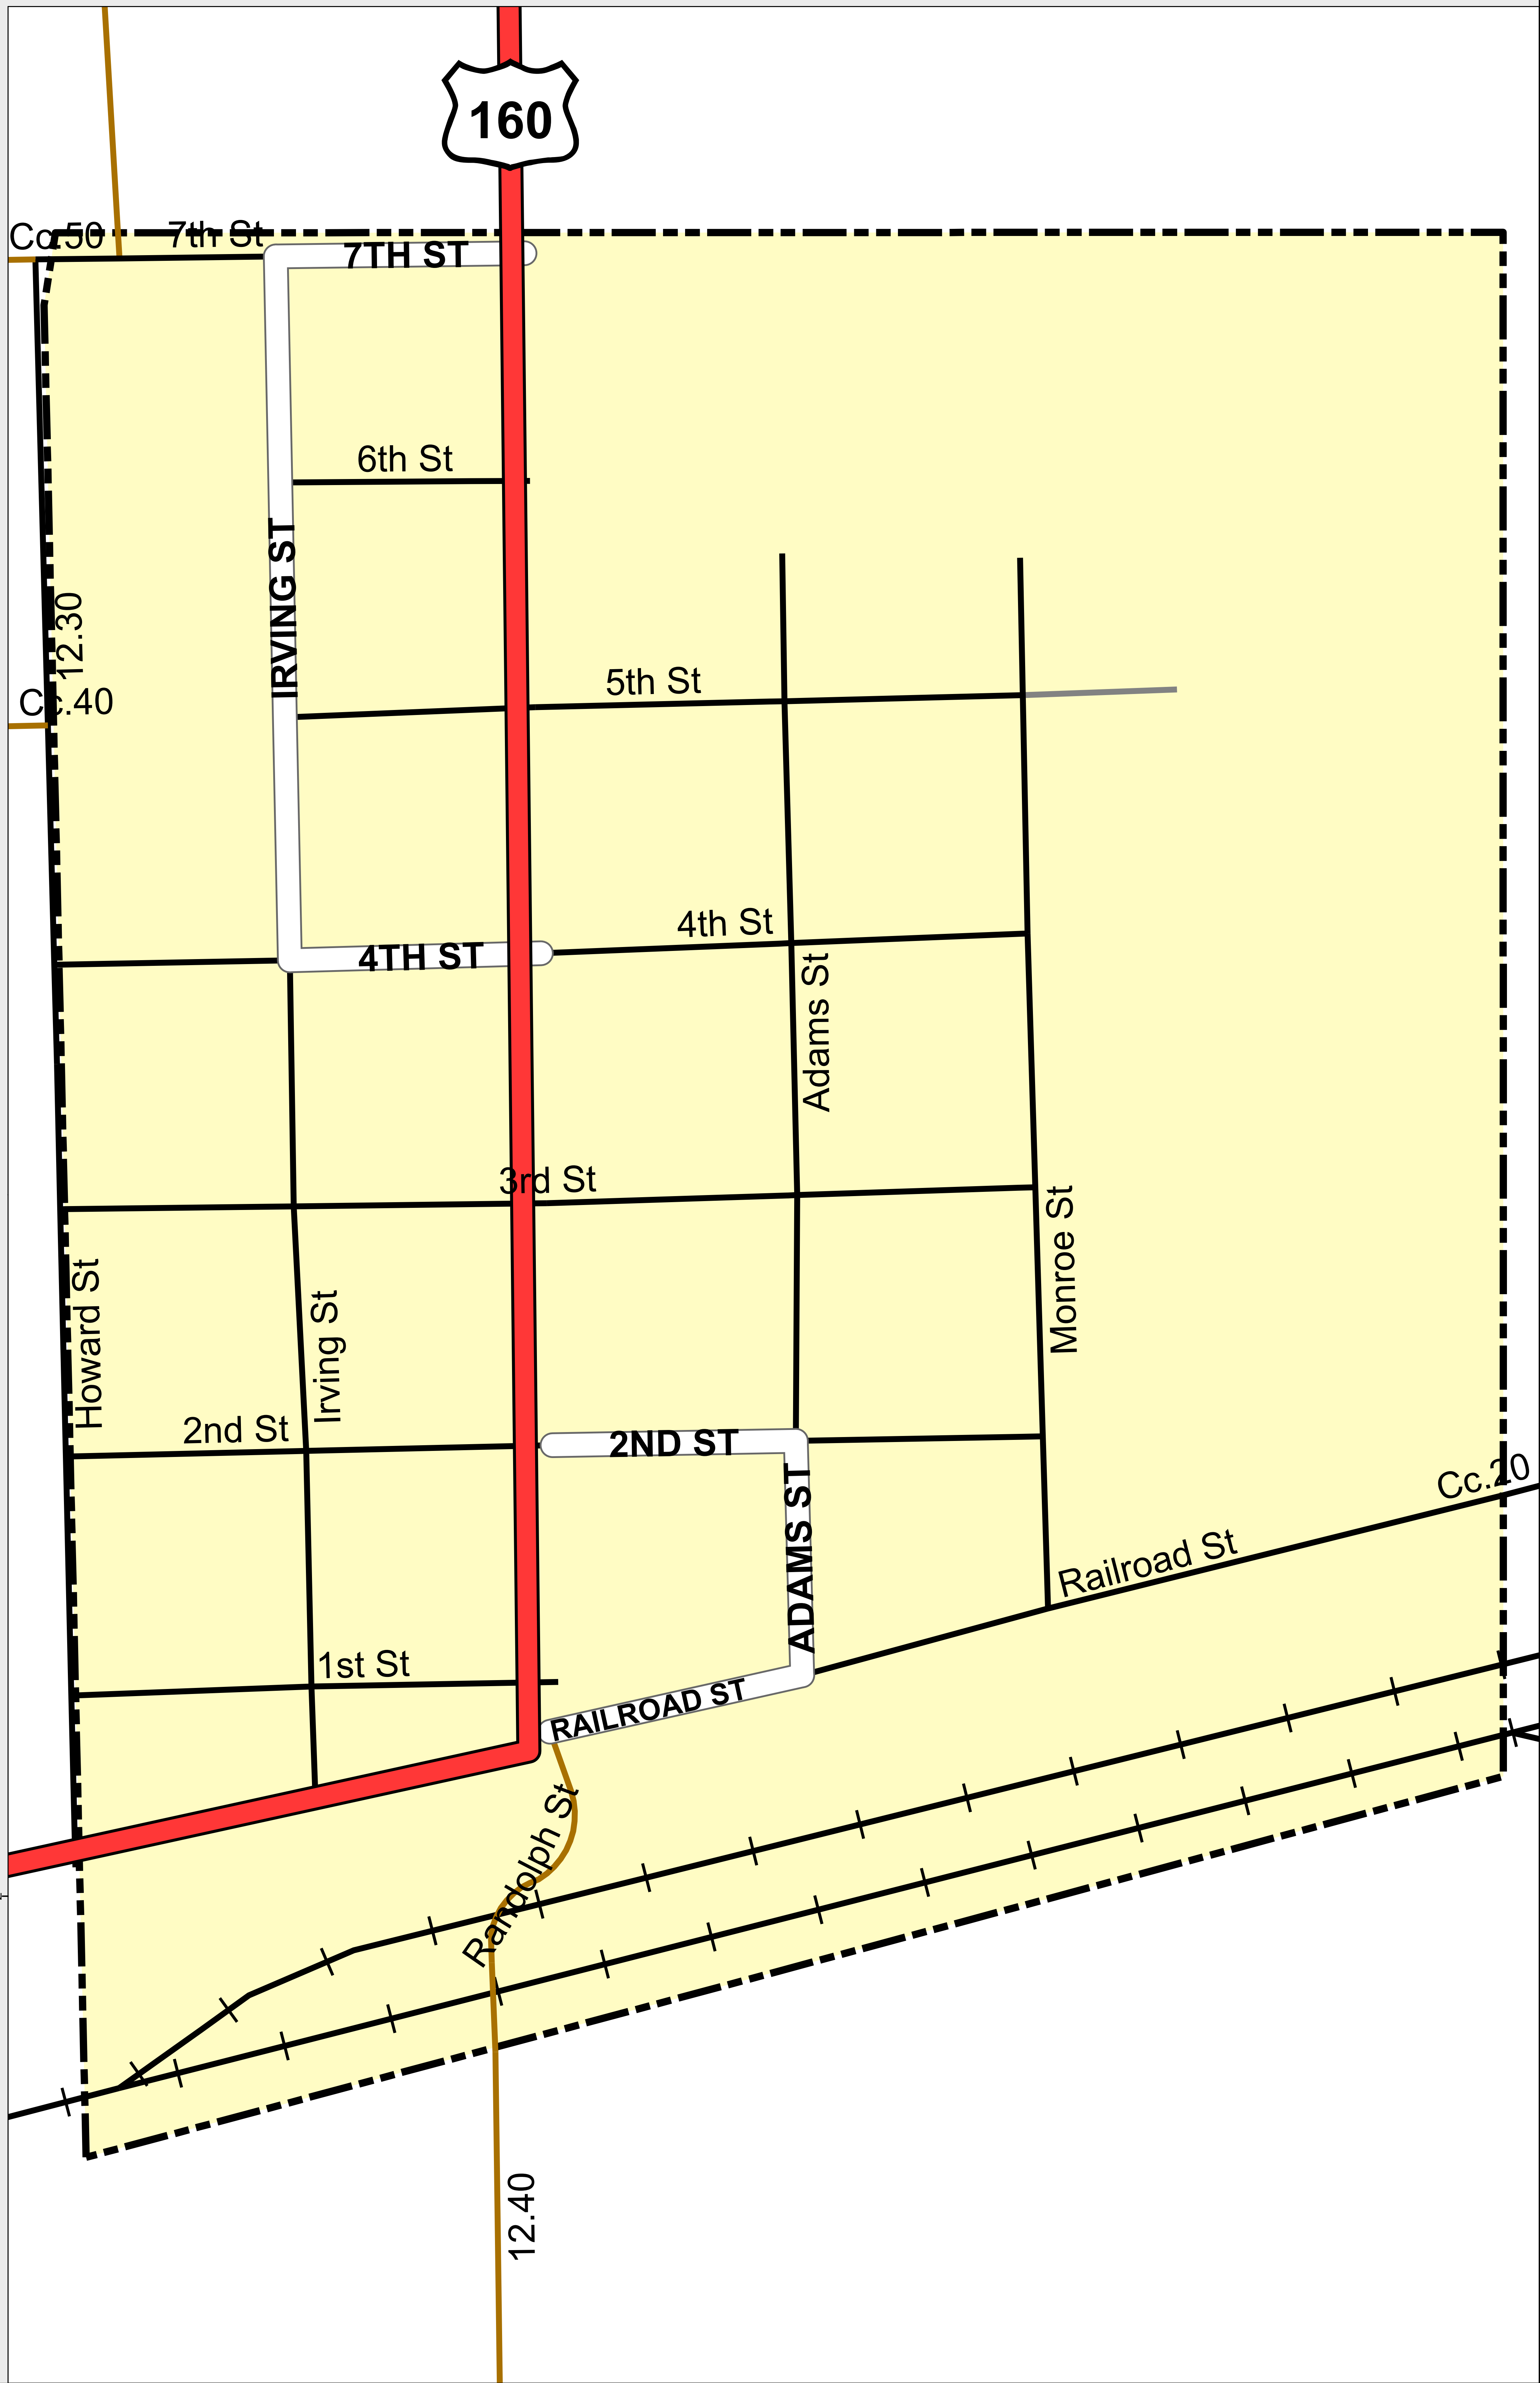 160
Cc.50
7th St
7TH ST
6th St
IRVING ST
12.30
5th St
Cc.40
4th St
4TH ST
Adams St
3rd St
Monroe St
Howard St
Irving St
2nd St
2ND ST
Cc.20
ADAMS ST
Railroad St
1st St
RAILROAD ST
Randolph St
12.40